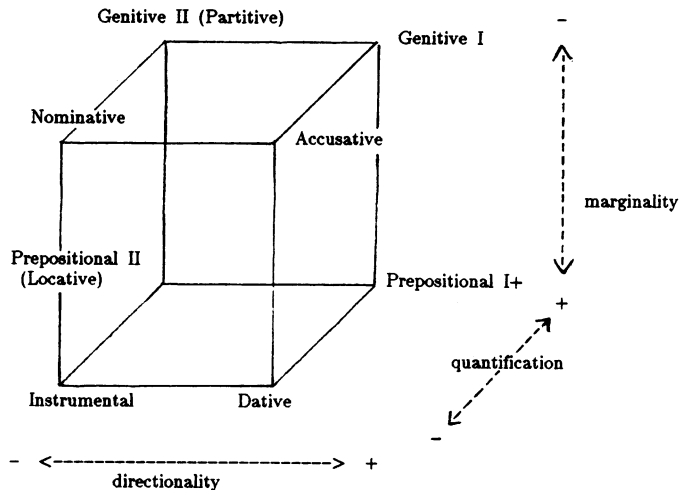 Genitive II (Partitive)
-
Genitive I
Nominative
Accusative
marginality
Prepositional II
(Locative)
Prepositional I+
+
quantification
Instrumental
Dative
-
- +
directionality